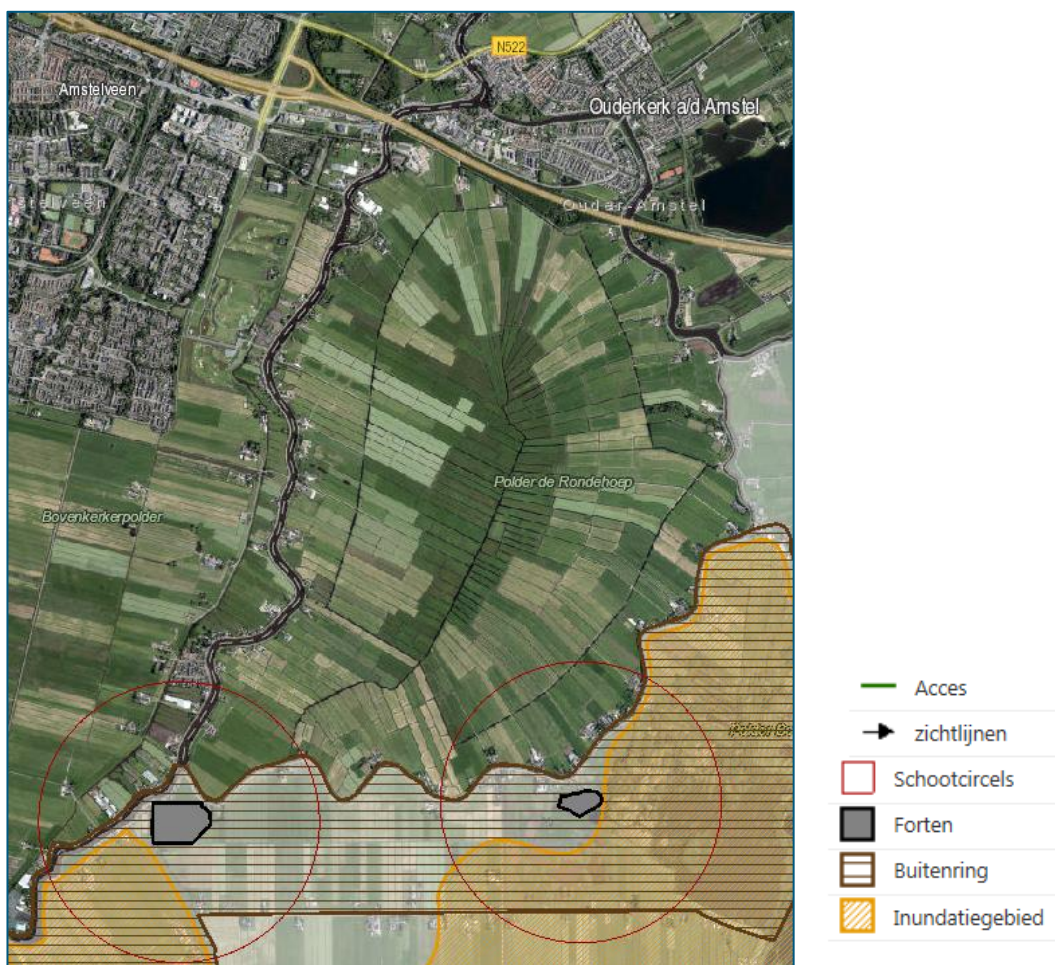 N522
Amstelveen
Ouderkerk a/d Amstel
Ouder-Amstel
Polder de Rondehoep
Bovenkerkerpolder
Acces
zichtlijnen
Schootcircels
Forten
Buitenring
Inundatiegebied